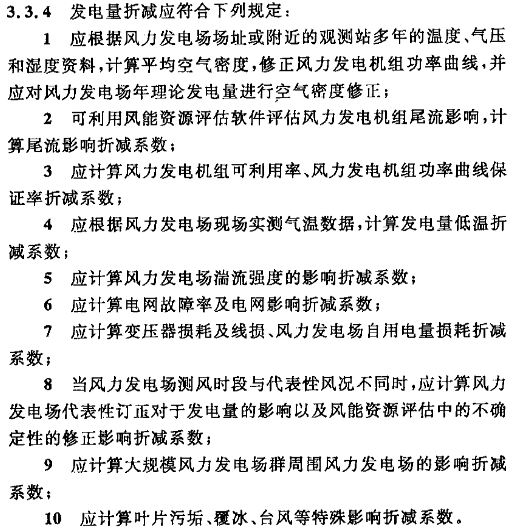 3.3.4 发电量折减应符合下列规定：
1 应根据风力发电场场址或附近的观测站多年的温度、气压
和湿度资料，计算平均空气密度，修正风力发电机组功率曲线，并
应对风力发电场年理论发电量进行空气密度修正；
2 可利用风能资源评估软件评估风力发电机组尾流影响，计
算尾流影响折减系数；
3 应计算风力发电机组可利用率、风力发电机组功率曲线保
证率折减系数；
4 应根据风力发电场现场实测气温数据，计算发电量低温折
减系数；
5 应计算风力发电场湍流强度的影响折减系数；
6 应计算电网故障率及电网影响折减系数；
7 应计算变压器损耗及线损、风力发电场自用电量损耗折减
系数；
8 当风力发电场测风时段与代表性风况不同时，应计算风力
发电场代表性订正对于发电量的影响以及风能资源评估中的不确
定性的修正影响折减系数；
9 应计算大规模风力发电场群周围风力发电场的影响折减
系数；
10 应计算叶片污垢、覆冰、台风等特殊影响折减系数。